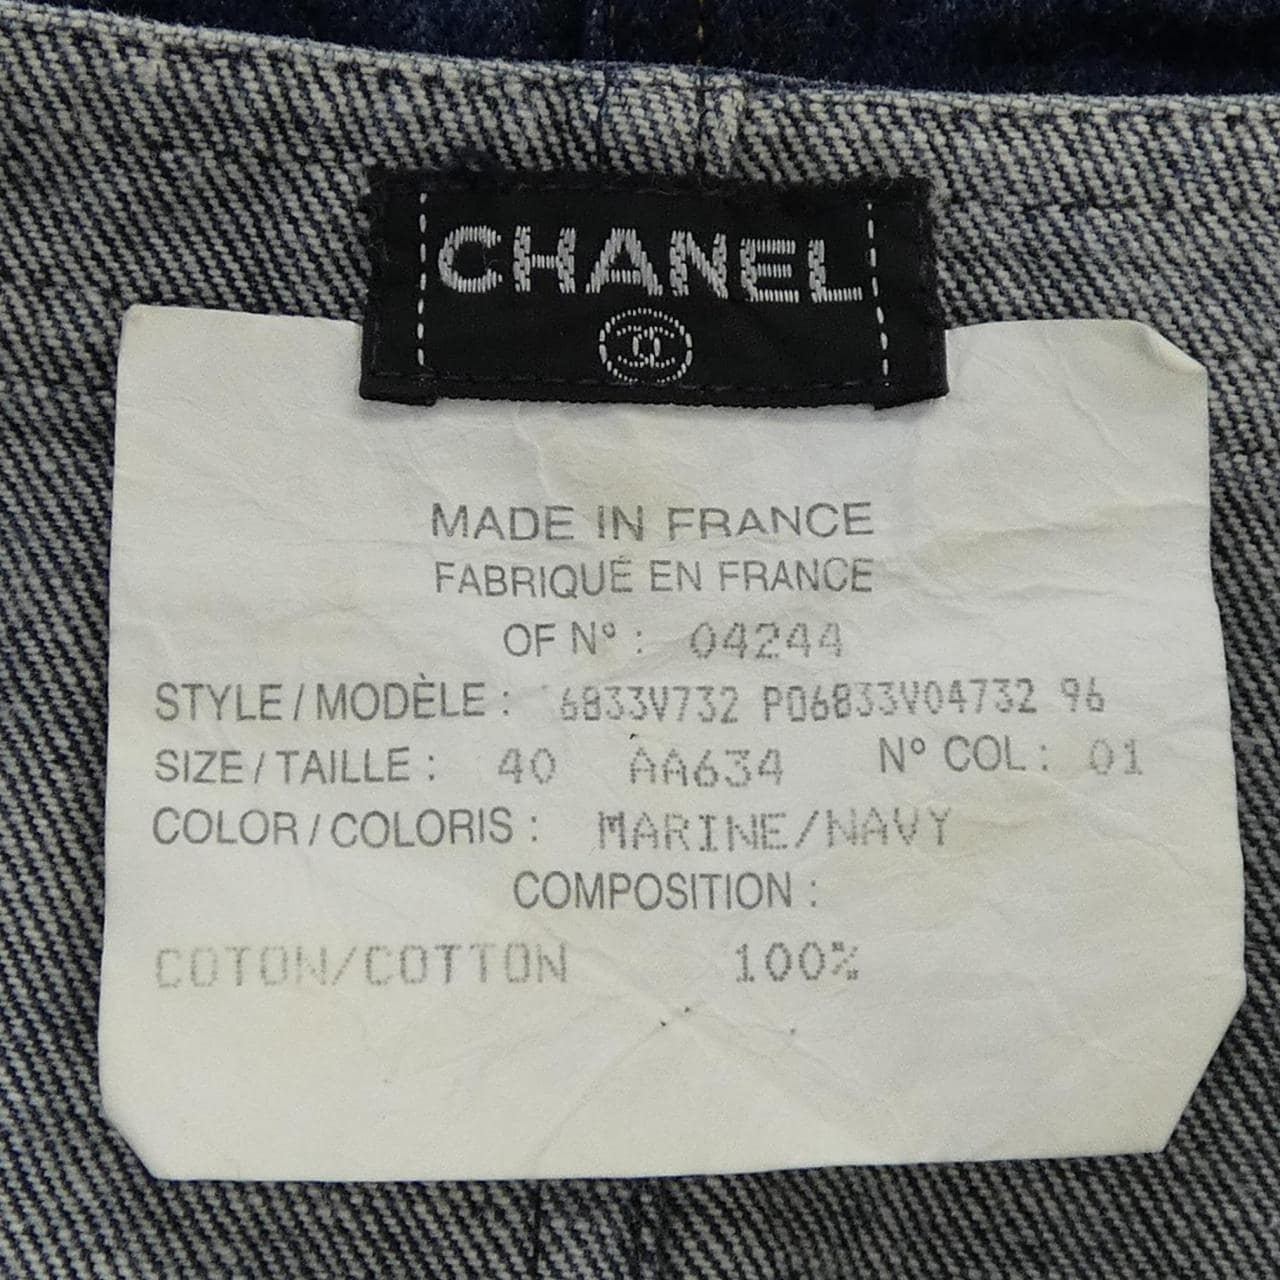 CHANEL
MADE IN FRANCE
FABRIQUÉ EN FRANCE
OF N° : 04244
STYLE / MODÈLE : 6833V732 P06833V04732 96
SIZE / TAILLE : 40 AA634 N° COL : 01
COLOR / COLORIS : MARINE/NAVY
COMPOSITION :
COTON/COTTON 100%